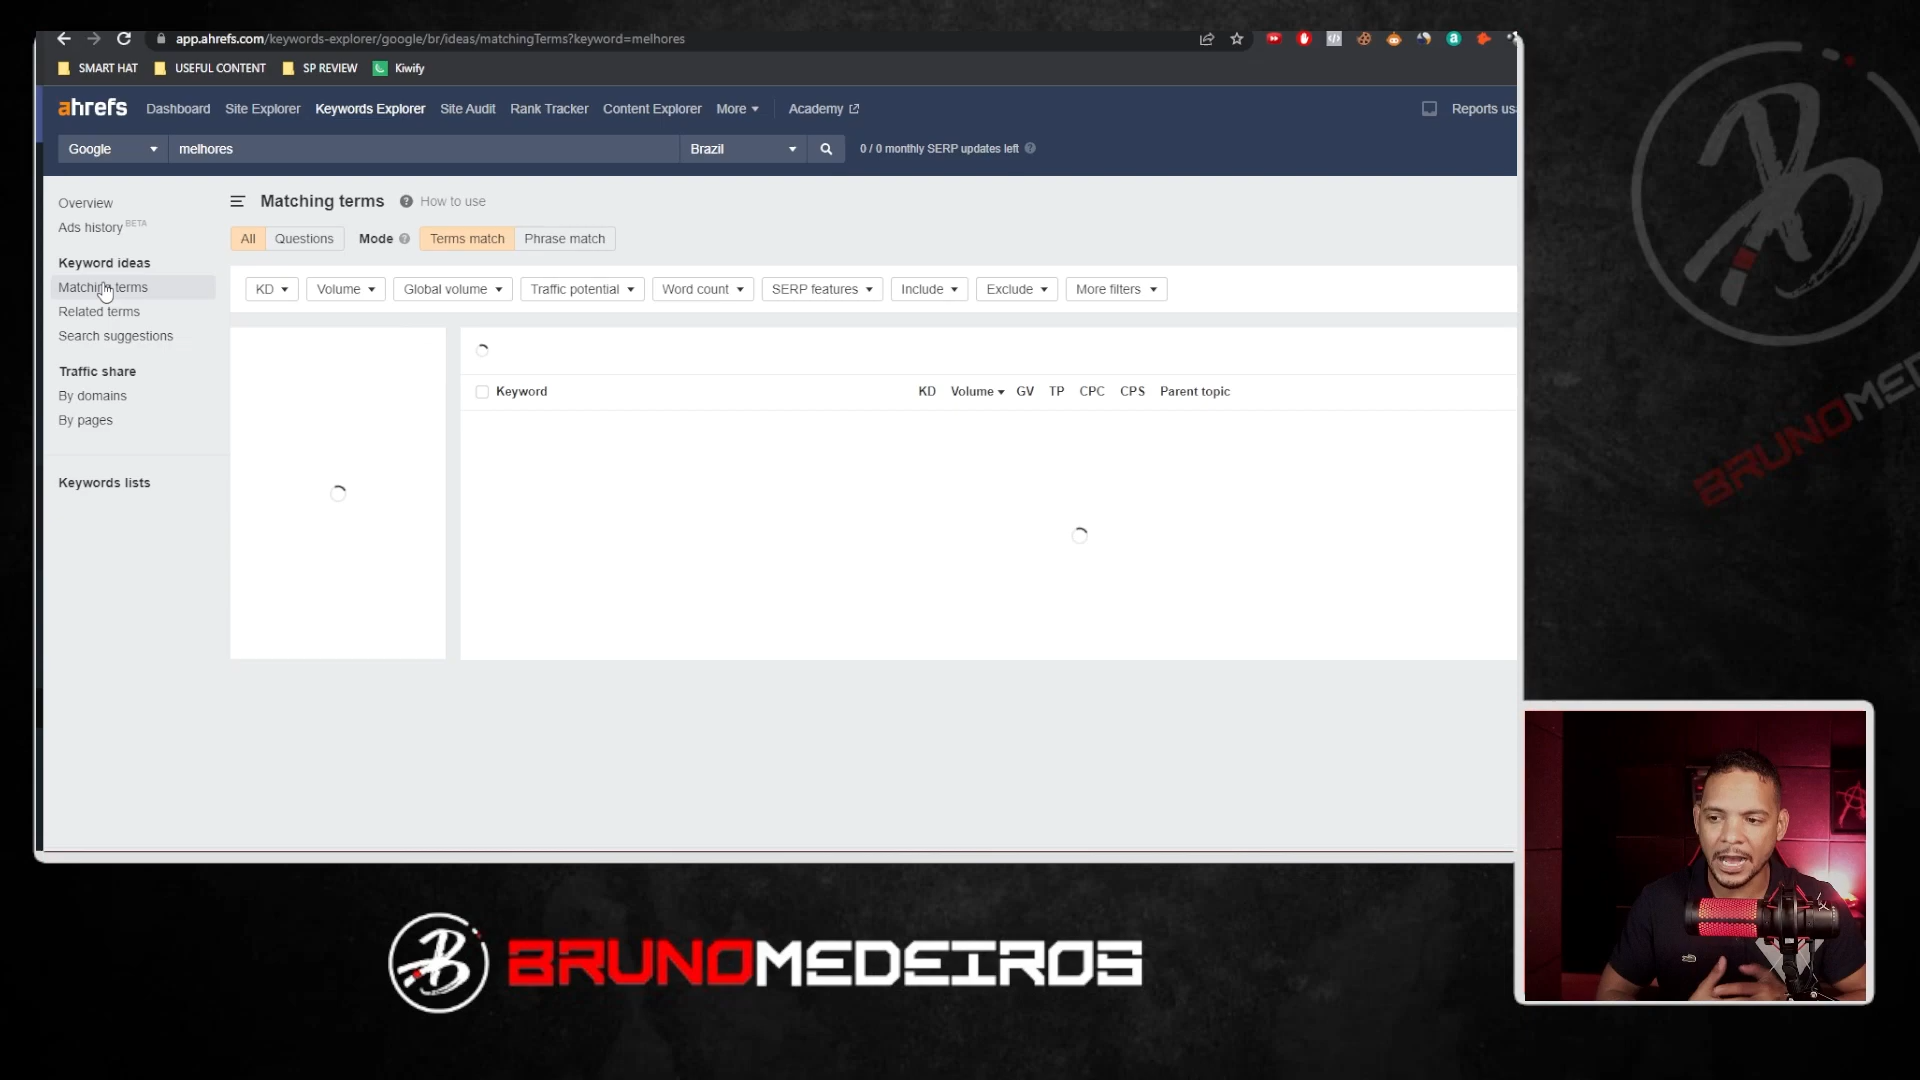 app.ahrefs.com/keywords-explorer/google/br/ideas/matchingTerms?keyword=melhores
SMART HAT USEFUL CONTENT SP REVIEW Kiwify
ahrefs Dashboard Site Explorer Keywords Explorer Site Audit Rank Tracker Content Explorer More Academy Reports us
Google melhores Brazil 0 / 0 monthly SERP updates left ?
Overview
Ads history BETA
Keyword ideas
Matching terms
Related terms
Search suggestions
Traffic share
By domains
By pages
Keywords lists
Matching terms ? How to use
All Questions Mode ? Terms match Phrase match
KD Volume Global volume Traffic potential Word count SERP features Include Exclude More filters
Keyword KD Volume GV TP CPC CPS Parent topic
BRUNOMEDEIROS
B BRUNOMEDEIROS